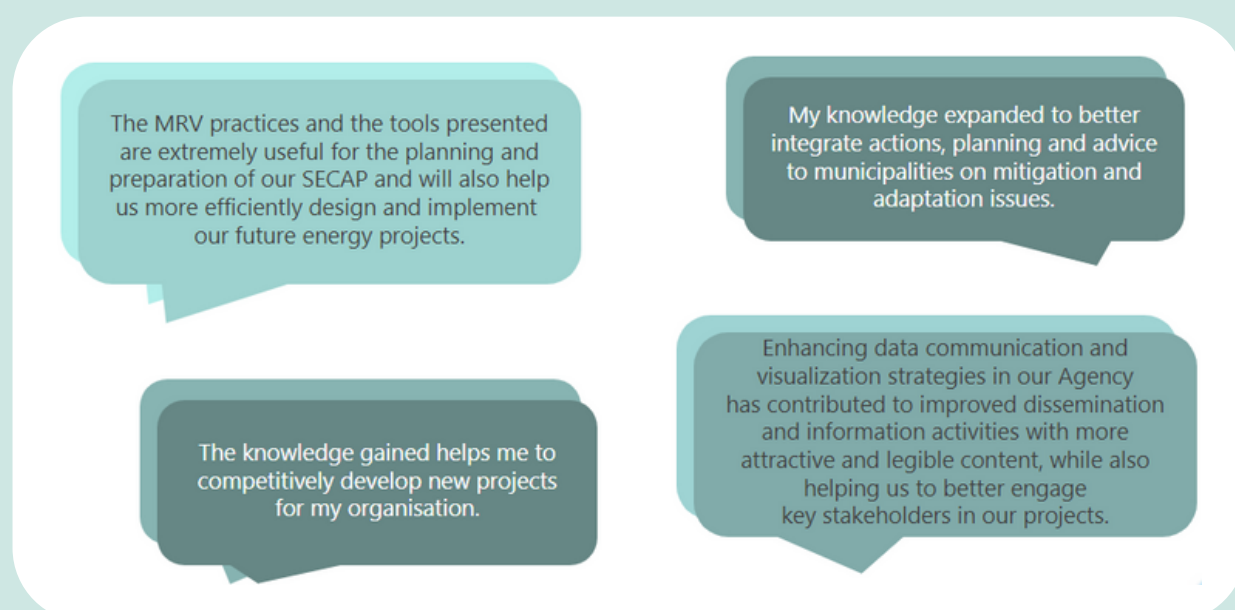 The MRV practices and the tools presented
are extremely useful for the planning and
preparation of our SECAP and will also help
us more efficiently design and implement
our future energy projects.
My knowledge expanded to better
integrate actions, planning and advice
to municipalities on mitigation and
adaptation issues.
The knowledge gained helps me to
competitively develop new projects
for my organisation.
Enhancing data communication and
visualization strategies in our Agency
has contributed to improved dissemination
and information activities with more
attractive and legible content, while also
helping us to better engage
key stakeholders in our projects.